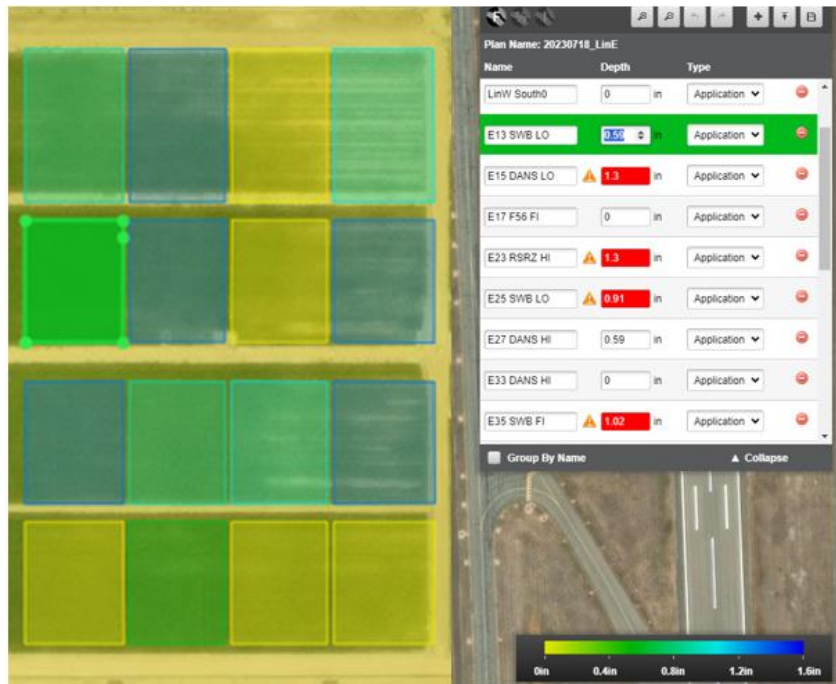 Plan Name: 20230718_LinE
Name Depth Type
LinW South0 0 in Application
E13 SWB LO 0.59 in Application
E15 DANS LO 1.3 in Application
E17 F56 FI 0 in Application
E23 RSRZ HI 1.3 in Application
E25 SWB LO 0.91 in Application
E27 DANS HI 0.59 in Application
E33 DANS HI 0 in Application
E35 SWB FI 1.02 in Application
Group By Name Collapse
0in 0.4in 0.8in 1.2in 1.6in